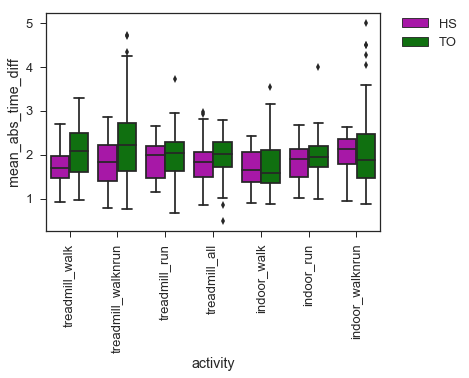 HS
TO
mean_abs_time_diff
5
4
3
2
1
treadmill_walk
treadmill_walknrun
treadmill_run
treadmill_all
indoor_walk
indoor_run
indoor_walknrun
activity